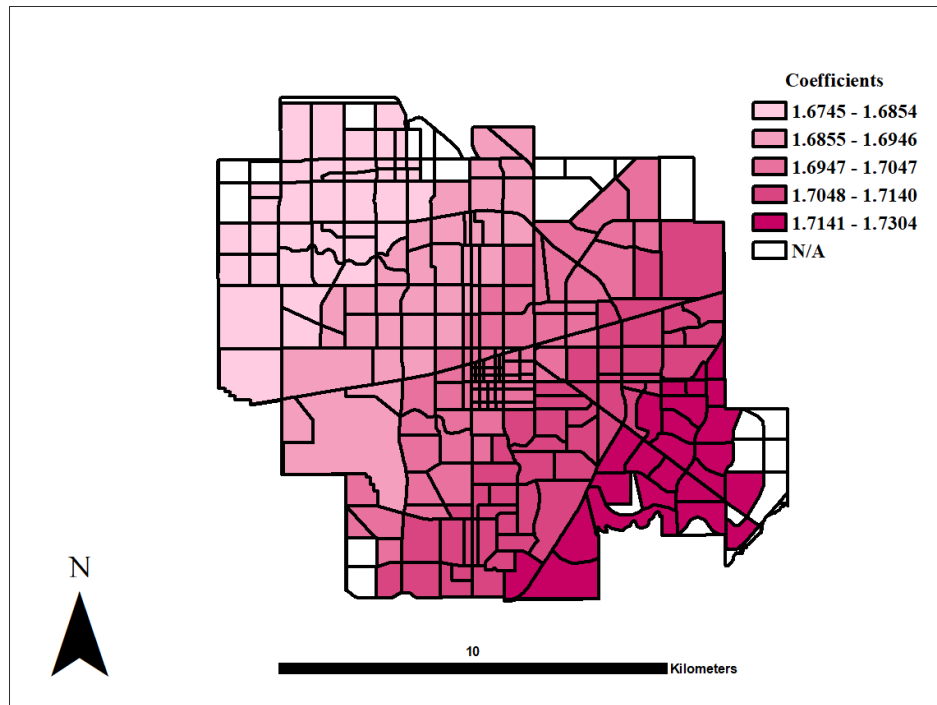 Coefficients
1.6745 - 1.6854
1.6855 - 1.6946
1.6947 - 1.7047
1.7048 - 1.7140
1.7141 - 1.7304
N/A
N
10
Kilometers